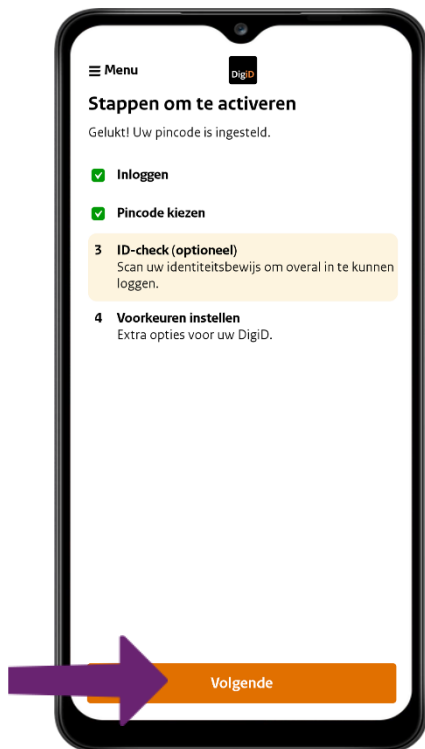 Menu
DigiD
Stappen om te activeren
Gelukt! Uw pincode is ingesteld.
Inloggen
Pincode kiezen
3 ID-check (optioneel)
Scan uw identiteitsbewijs om overal in te kunnen
loggen.
4 Voorkeuren instellen
Extra opties voor uw DigiD.
Volgende